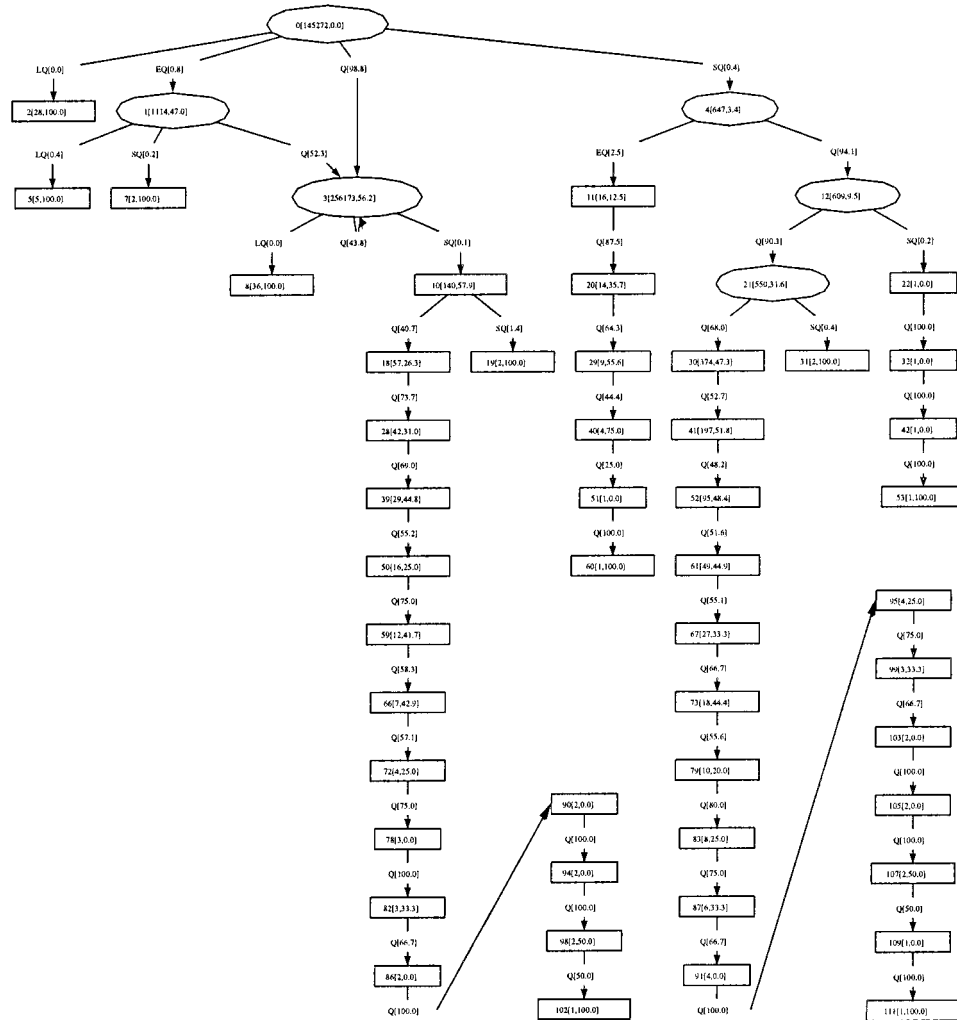 0[145272,0.0]
LQ[0.0]
EQ[0.8]
Q[98.8]
SQ[0.4]
2[28,100.0]
1[1114,47.0]
4[647,3.4]
LQ[0.4]
SQ[0.2]
Q[52.3]
EQ[2.5]
Q[94.1]
5[5,100.0]
7[2,100.0]
3[256173,56.2]
11[16,12.5]
12[609,9.5]
LQ[0.0]
Q[43.8]
SQ[0.1]
Q[87.5]
Q[90.3]
SQ[0.2]
8[36,100.0]
10[140,57.9]
20[14,35.7]
21[550,31.6]
22[1,0.0]
Q[40.7]
SQ[1.4]
Q[64.3]
Q[68.0]
SQ[0.4]
Q[100.0]
18[57,26.3]
19[2,100.0]
29[9,55.6]
30[374,47.3]
31[2,100.0]
32[1,0.0]
Q[73.7]
Q[44.4]
Q[52.7]
Q[100.0]
28[42,31.0]
40[4,75.0]
41[197,51.8]
42[1,0.0]
Q[69.0]
Q[25.0]
Q[48.2]
Q[100.0]
39[29,44.8]
51[1,0.0]
52[95,48.4]
53[1,100.0]
Q[55.2]
Q[100.0]
Q[51.6]
50[16,25.0]
60[1,100.0]
61[49,44.9]
Q[75.0]
Q[55.1]
95[4,25.0]
59[12,41.7]
67[27,33.3]
Q[75.0]
Q[58.3]
Q[66.7]
99[3,33.3]
66[7,42.9]
73[18,44.4]
Q[66.7]
Q[57.1]
Q[55.6]
103[2,0.0]
72[4,25.0]
79[10,20.0]
Q[100.0]
Q[75.0]
90[2,0.0]
Q[80.0]
105[2,0.0]
78[3,0.0]
Q[100.0]
83[8,25.0]
Q[100.0]
Q[100.0]
94[2,0.0]
Q[75.0]
107[2,50.0]
82[3,33.3]
Q[100.0]
87[6,33.3]
Q[50.0]
Q[66.7]
98[2,50.0]
Q[66.7]
109[1,0.0]
86[2,0.0]
Q[50.0]
91[4,0.0]
Q[100.0]
Q[100.0]
102[1,100.0]
Q[100.0]
111[1,100.0]